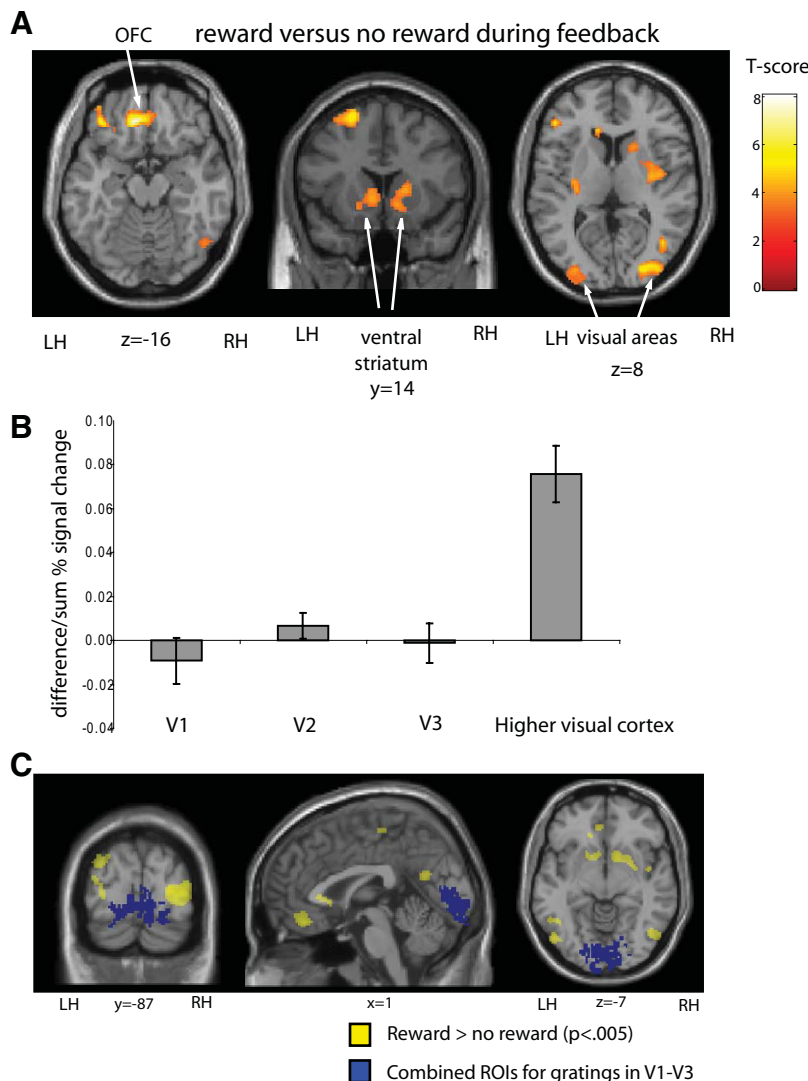 A
OFC
reward versus no reward during feedback
T-score
8
6
4
2
0
LH
z=-16
RH
LH
ventral
striatum
y=14
RH
LH
visual areas
z=8
RH
B
difference/sum % signal change
0.10
0.08
0.06
0.04
0.02
0.00
-0.02
-0.04
V1
V2
V3
Higher visual cortex
C
LH
y=-87
RH
x=1
LH
z=-7
RH
Reward > no reward (p<.005)
Combined ROIs for gratings in V1-V3